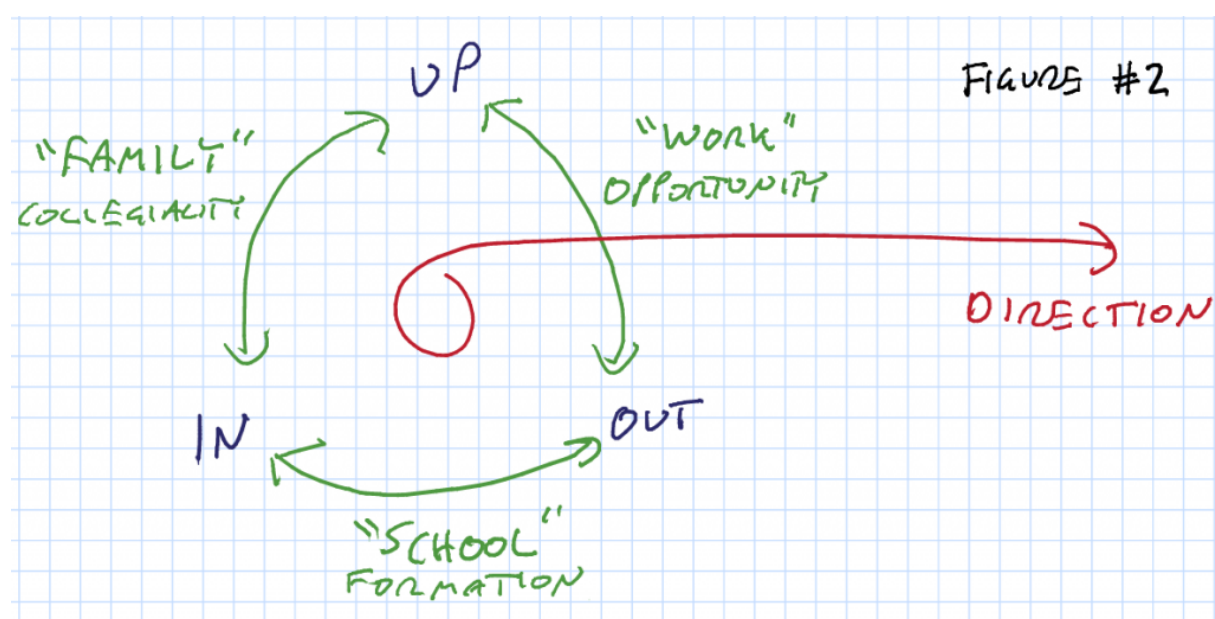 UP
FIGURE #2
"FAMILY"
COLLEGIALITY
"WORK"
OPPORTUNITY
DIRECTION
IN
OUT
"SCHOOL"
FORMATION